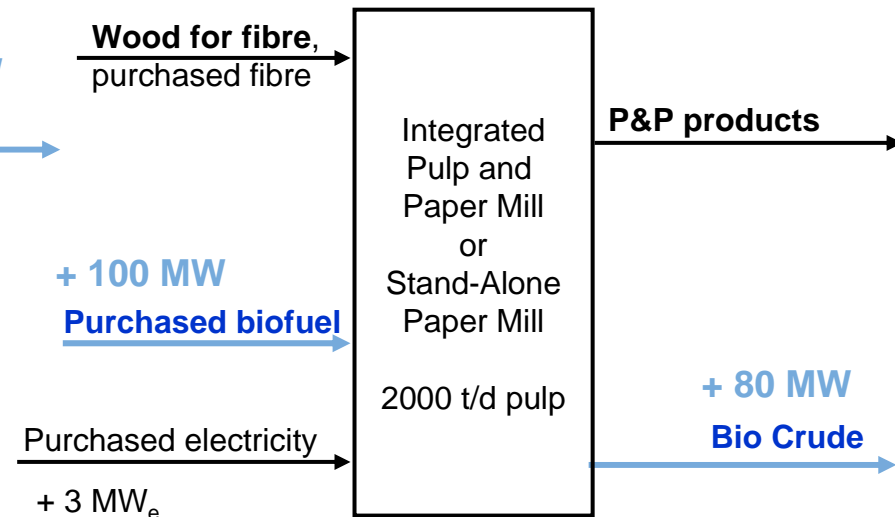 Wood for fibre,
purchased fibre
Integrated
Pulp and
Paper Mill
or
Stand-Alone
Paper Mill
2000 t/d pulp
P&P products
+ 100 MW
Purchased biofuel
+ 80 MW
Bio Crude
Purchased electricity
+ 3 MWe